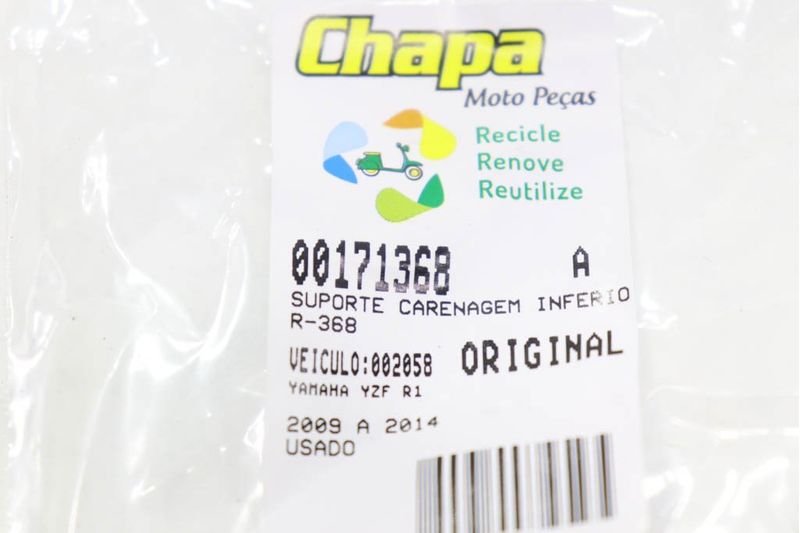 Chapa
Moto Peças
Recicle
Renove
Reutilize
00171368 A
SUPORTE CARENAGEM INFERIO
R-368
VEICULO:002058 ORIGINAL
YAMAHA YZF R1
2009 A 2014
USADO